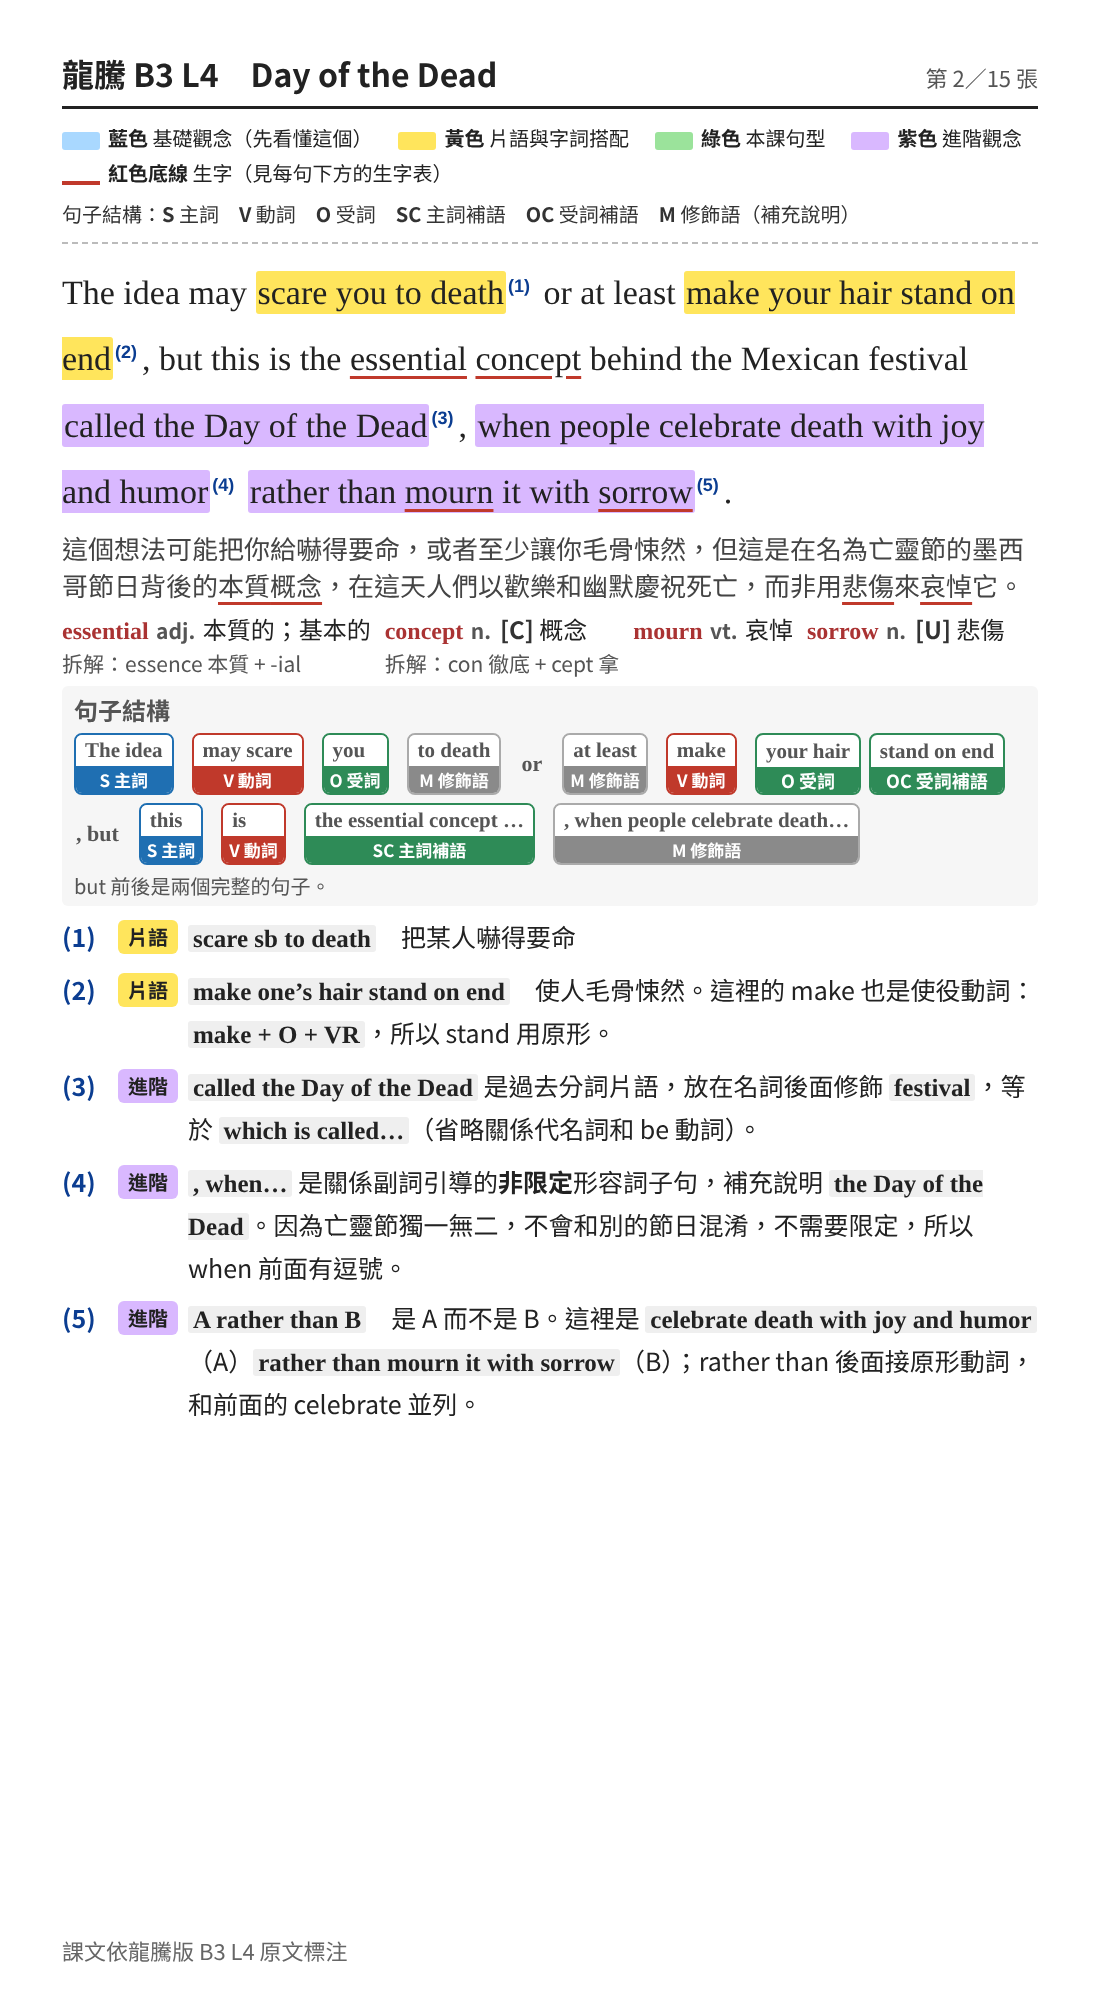 龍騰 B3 L4　Day of the Dead
第 2／15 張
藍色 基礎觀念（先看懂這個）　黃色 片語與字詞搭配　綠色 本課句型　紫色 進階觀念
紅色底線 生字（見每句下方的生字表）
句子結構：S 主詞　V 動詞　O 受詞　SC 主詞補語　OC 受詞補語　M 修飾語（補充說明）
The idea may scare you to death(1) or at least make your hair stand on
end(2), but this is the essential concept behind the Mexican festival
called the Day of the Dead(3), when people celebrate death with joy
and humor(4) rather than mourn it with sorrow(5).
這個想法可能把你給嚇得要命，或者至少讓你毛骨悚然，但這是在名為亡靈節的墨西
哥節日背後的本質概念，在這天人們以歡樂和幽默慶祝死亡，而非用悲傷來哀悼它。
essential adj. 本質的；基本的　concept n. [C] 概念　mourn vt. 哀悼　sorrow n. [U] 悲傷
拆解：essence 本質 + -ial　拆解：con 徹底 + cept 拿
句子結構
The idea　may scare　you　to death　or　at least　make　your hair　stand on end
S 主詞　V 動詞　O 受詞　M 修飾語　M 修飾語　V 動詞　O 受詞　OC 受詞補語
, but　this　is　the essential concept …　, when people celebrate death…
S 主詞　V 動詞　SC 主詞補語　M 修飾語
but 前後是兩個完整的句子。
(1) 片語 scare sb to death　把某人嚇得要命
(2) 片語 make one’s hair stand on end　使人毛骨悚然。這裡的 make 也是使役動詞：
make + O + VR，所以 stand 用原形。
(3) 進階 called the Day of the Dead 是過去分詞片語，放在名詞後面修飾 festival，等
於 which is called…（省略關係代名詞和 be 動詞）。
(4) 進階 , when… 是關係副詞引導的非限定形容詞子句，補充說明 the Day of the
Dead。因為亡靈節獨一無二，不會和別的節日混淆，不需要限定，所以
when 前面有逗號。
(5) 進階 A rather than B　是 A 而不是 B。這裡是 celebrate death with joy and humor
（A）rather than mourn it with sorrow（B）；rather than 後面接原形動詞，
和前面的 celebrate 並列。
課文依龍騰版 B3 L4 原文標注